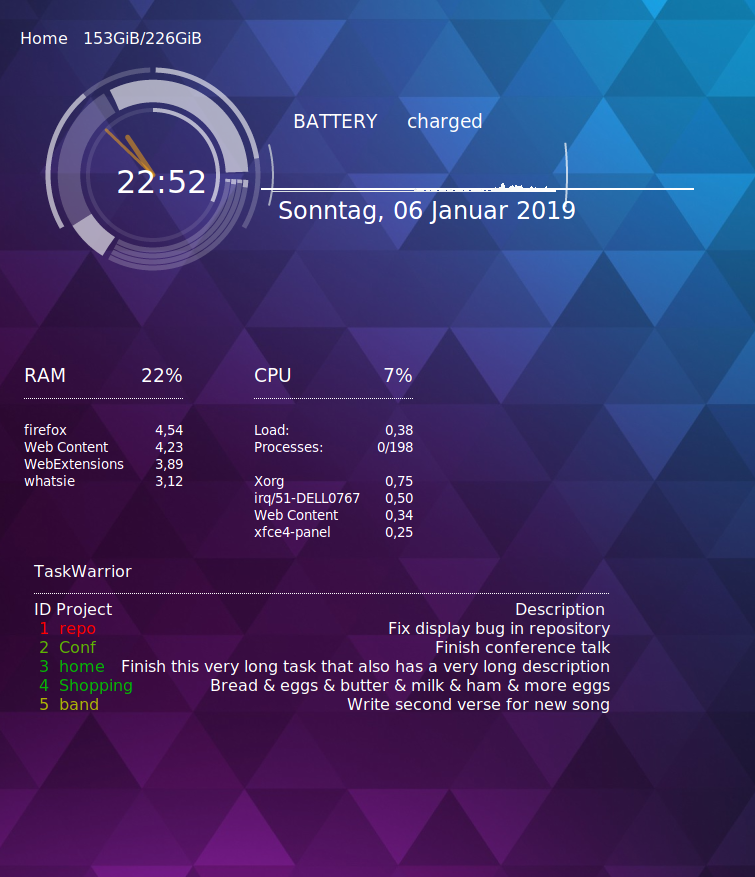 Home 153GiB/226GiB
BATTERY charged
22:52
Sonntag, 06 Januar 2019
RAM 22%
firefox 4,54
Web Content 4,23
WebExtensions 3,89
whatsie 3,12
CPU 7%
Load: 0,38
Processes: 0/198
Xorg 0,75
irq/51-DELL0767 0,50
Web Content 0,34
xfce4-panel 0,25
TaskWarrior
ID Project Description
1 repo Fix display bug in repository
2 Conf Finish conference talk
3 home Finish this very long task that also has a very long description
4 Shopping Bread & eggs & butter & milk & ham & more eggs
5 band Write second verse for new song